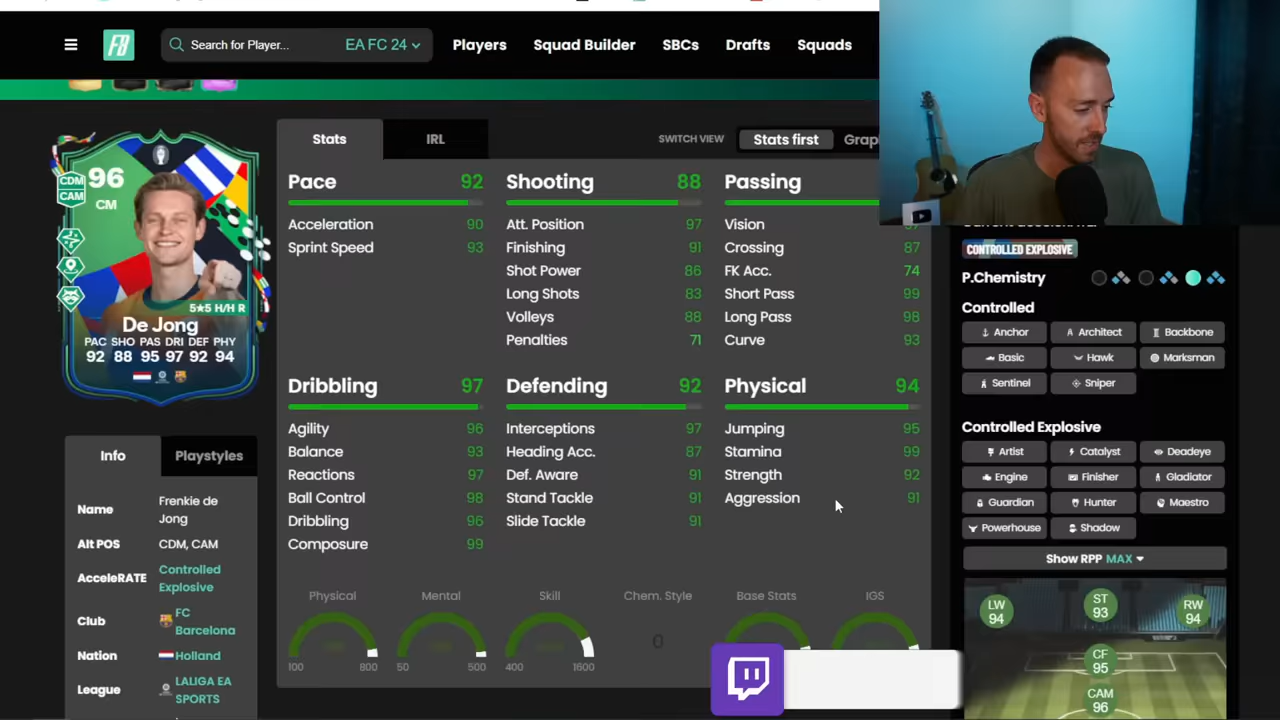 FB
Search for Player...
EA FC 24
Players
Squad Builder
SBCs
Drafts
Squads
CDM
CAM
96
CM
5★5 H/H R
De Jong
PAC SHO PAS DRI DEF PHY
92 88 95 97 92 94
Stats
IRL
SWITCH VIEW
Stats first
Pace 92
Acceleration 90
Sprint Speed 93
Shooting 88
Att. Position 97
Finishing 91
Shot Power 86
Long Shots 83
Volleys 88
Penalties 71
Passing
Vision
Crossing 87
FK Acc. 74
Short Pass 99
Long Pass 98
Curve 93
Dribbling 97
Agility 96
Balance 93
Reactions 97
Ball Control 98
Dribbling 96
Composure 99
Defending 92
Interceptions 97
Heading Acc. 87
Def. Aware 91
Stand Tackle 91
Slide Tackle 91
Physical 94
Jumping 95
Stamina 99
Strength 92
Aggression 91
Physical
100 800
Mental
50 500
Skill
400 1600
Chem. Style
0
Base Stats
IGS
Info
Playstyles
Name Frenkie de
Jong
Alt POS CDM, CAM
AcceleRATE Controlled
Explosive
Club FC
Barcelona
Nation Holland
League LALIGA EA
SPORTS
CONTROLLED EXPLOSIVE
P.Chemistry
Controlled
Anchor Architect Backbone
Basic Hawk Marksman
Sentinel Sniper
Controlled Explosive
Artist Catalyst Deadeye
Engine Finisher Gladiator
Guardian Hunter Maestro
Powerhouse Shadow
Show RPP MAX
LW
94
ST
93
RW
94
CF
95
CAM
96